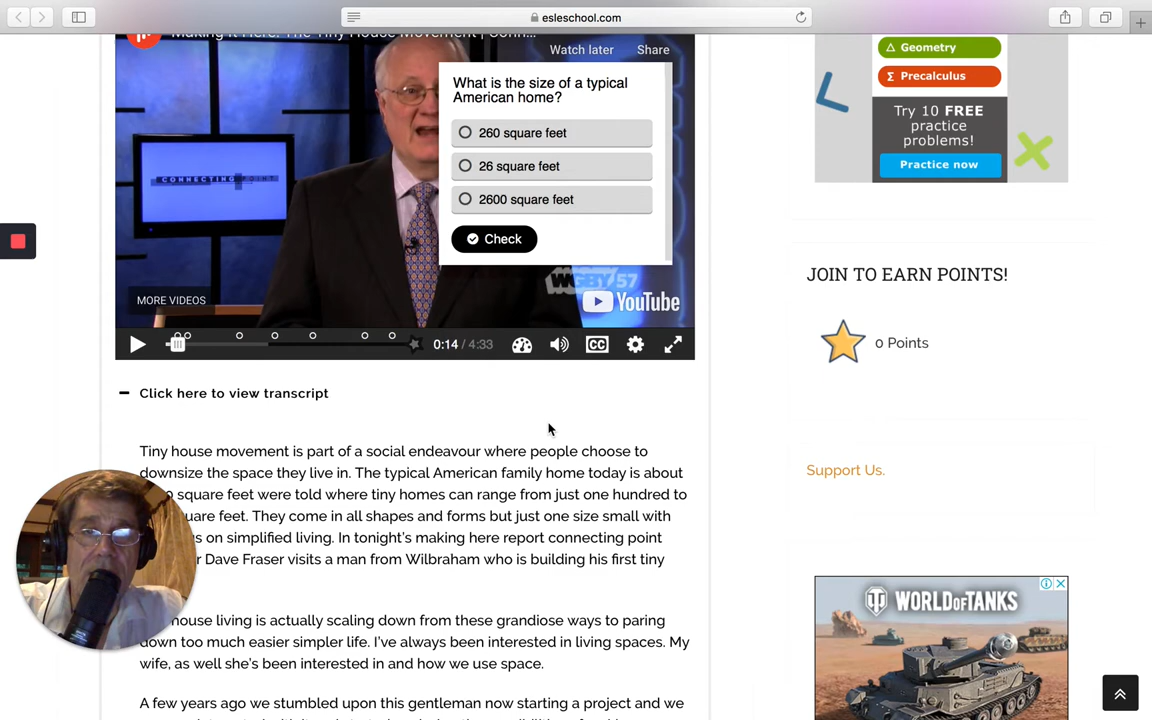 esleschool.com
Making It Here: The Tiny House Movement | Conn...
Watch later
Share
What is the size of a typical
American home?
260 square feet
26 square feet
2600 square feet
Check
CONNECTING POINT
WGBY57
MORE VIDEOS
YouTube
0:14 / 4:33
CC
Click here to view transcript
Tiny house movement is part of a social endeavour where people choose to
downsize the space they live in. The typical American family home today is about
square feet were told where tiny homes can range from just one hundred to
square feet. They come in all shapes and forms but just one size small with
on simplified living. In tonight's making here report connecting point
Dave Fraser visits a man from Wilbraham who is building his first tiny
house living is actually scaling down from these grandiose ways to paring
down too much easier simpler life. I've always been interested in living spaces. My
wife, as well she's been interested in and how we use space.
A few years ago we stumbled upon this gentleman now starting a project and we
Geometry
Precalculus
Try 10 FREE
practice
problems!
Practice now
JOIN TO EARN POINTS!
0 Points
Support Us.
WORLD OF TANKS